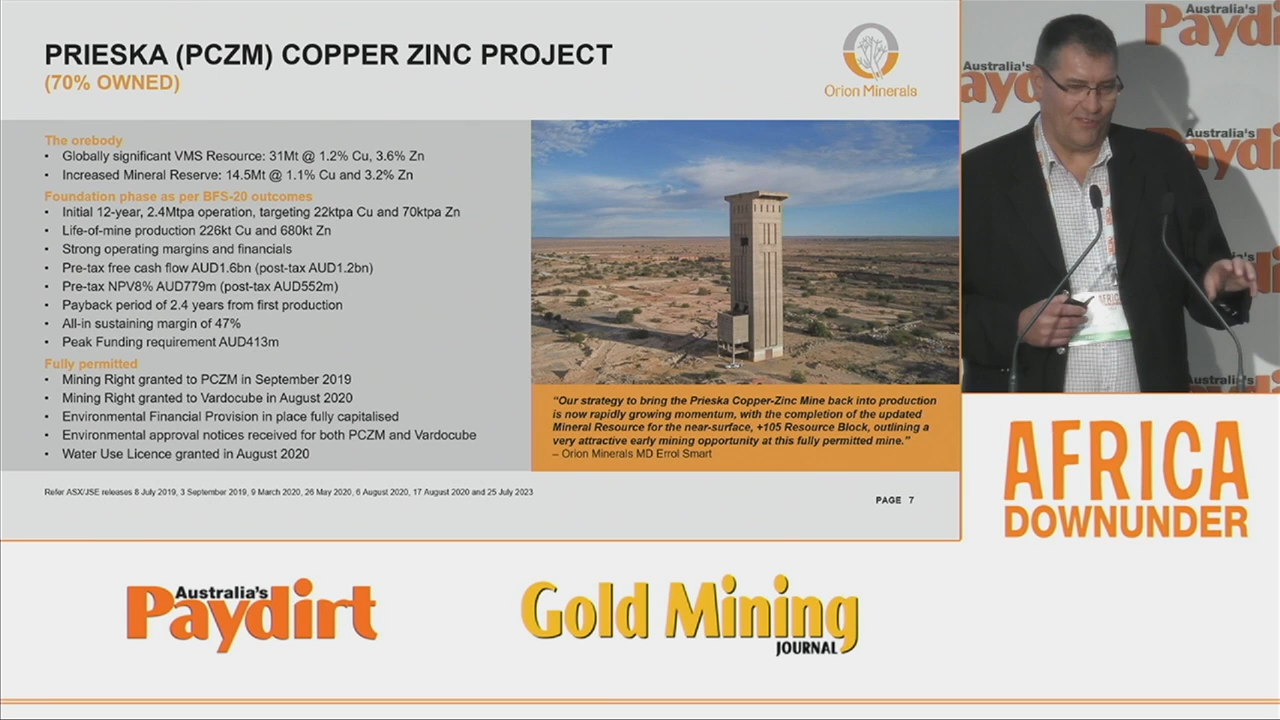 PRIESKA (PCZM) COPPER ZINC PROJECT
(70% OWNED)
Orion Minerals
The orebody
• Globally significant VMS Resource: 31Mt @ 1.2% Cu, 3.6% Zn
• Increased Mineral Reserve: 14.5Mt @ 1.1% Cu and 3.2% Zn
Foundation phase as per BFS-20 outcomes
• Initial 12-year, 2.4Mtpa operation, targeting 22ktpa Cu and 70ktpa Zn
• Life-of-mine production 226kt Cu and 680kt Zn
• Strong operating margins and financials
• Pre-tax free cash flow AUD1.6bn (post-tax AUD1.2bn)
• Pre-tax NPV8% AUD779m (post-tax AUD552m)
• Payback period of 2.4 years from first production
• All-in sustaining margin of 47%
• Peak Funding requirement AUD413m
Fully permitted
• Mining Right granted to PCZM in September 2019
• Mining Right granted to Vardocube in August 2020
• Environmental Financial Provision in place fully capitalised
• Environmental approval notices received for both PCZM and Vardocube
• Water Use Licence granted in August 2020
"Our strategy to bring the Prieska Copper-Zinc Mine back into production
is now rapidly growing momentum, with the completion of the updated
Mineral Resource for the near-surface, +105 Resource Block, outlining a
very attractive early mining opportunity at this fully permitted mine."
– Orion Minerals MD Errol Smart
Refer ASX/JSE releases 8 July 2019, 3 September 2019, 9 March 2020, 26 May 2020, 6 August 2020, 17 August 2020 and 25 July 2023
PAGE 7
Australia's
Paydirt
Australia's
Australia's
Australia's
AFRICA
AFRICA
DOWNUNDER
Australia's
Paydirt
Gold Mining
JOURNAL